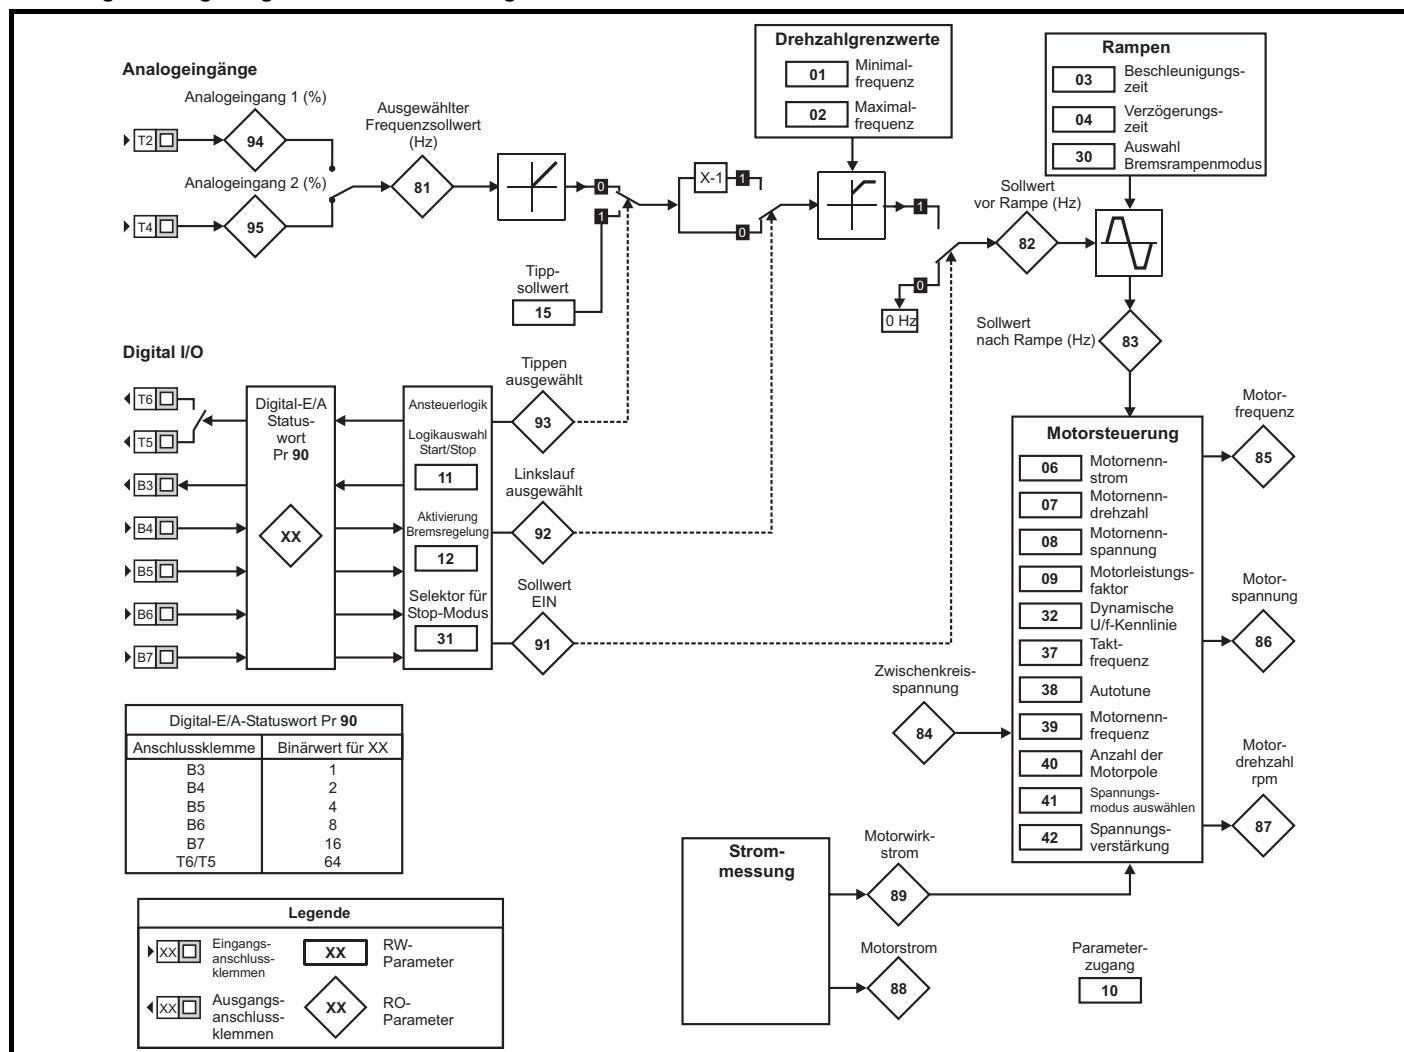 Analogeingänge
Analogeingang 1 (%)
T2
94
Analogeingang 2 (%)
T4
95
Ausgewählter
Frequenzsollwert
(Hz)
81
0
1
Tipp-
sollwert
15
X-1
1
0
Drehzahlgrenzwerte
01
Minimal-
frequenz
02
Maximal-
frequenz
1
0
0 Hz
Sollwert
vor Rampe (Hz)
82
Rampen
03
Beschleunigungs-
zeit
04
Verzögerungs-
zeit
30
Auswahl
Bremsrampenmodus
Sollwert
nach Rampe (Hz)
83
Digital I/O
T6
T5
B3
B4
B5
B6
B7
Digital-E/A
Status-
wort
Pr 90
XX
Ansteuerlogik
Logikauswahl
Start/Stop
11
Aktivierung
Bremsregelung
12
Selektor für
Stop-Modus
31
Tippen
ausgewählt
93
Linkslauf
ausgewählt
92
Sollwert
EIN
91
Motorsteuerung
06
Motornenn-
strom
07
Motornenn-
drehzahl
08
Motornenn-
spannung
09
Motorleistungs-
faktor
32
Dynamische
U/f-Kennlinie
37
Takt-
frequenz
38
Autotune
39
Motornenn-
frequenz
40
Anzahl der
Motorpole
41
Spannungs-
modus auswählen
42
Spannungs-
verstärkung
Motor-
frequenz
85
Motor-
spannung
86
Motor-
drehzahl
rpm
87
Zwischenkreis-
spannung
84
Digital-E/A-Statuswort Pr 90
Anschlussklemme Binärwert für XX
B3 1
B4 2
B5 4
B6 8
B7 16
T6/T5 64
Strom-
messung
Motorwirk-
strom
89
Motorstrom
88
Parameter-
zugang
10
Legende
XX
Eingangs-
anschluss-
klemmen
XX
RW-
Parameter
XX
Ausgangs-
anschluss-
klemmen
XX
RO-
Parameter